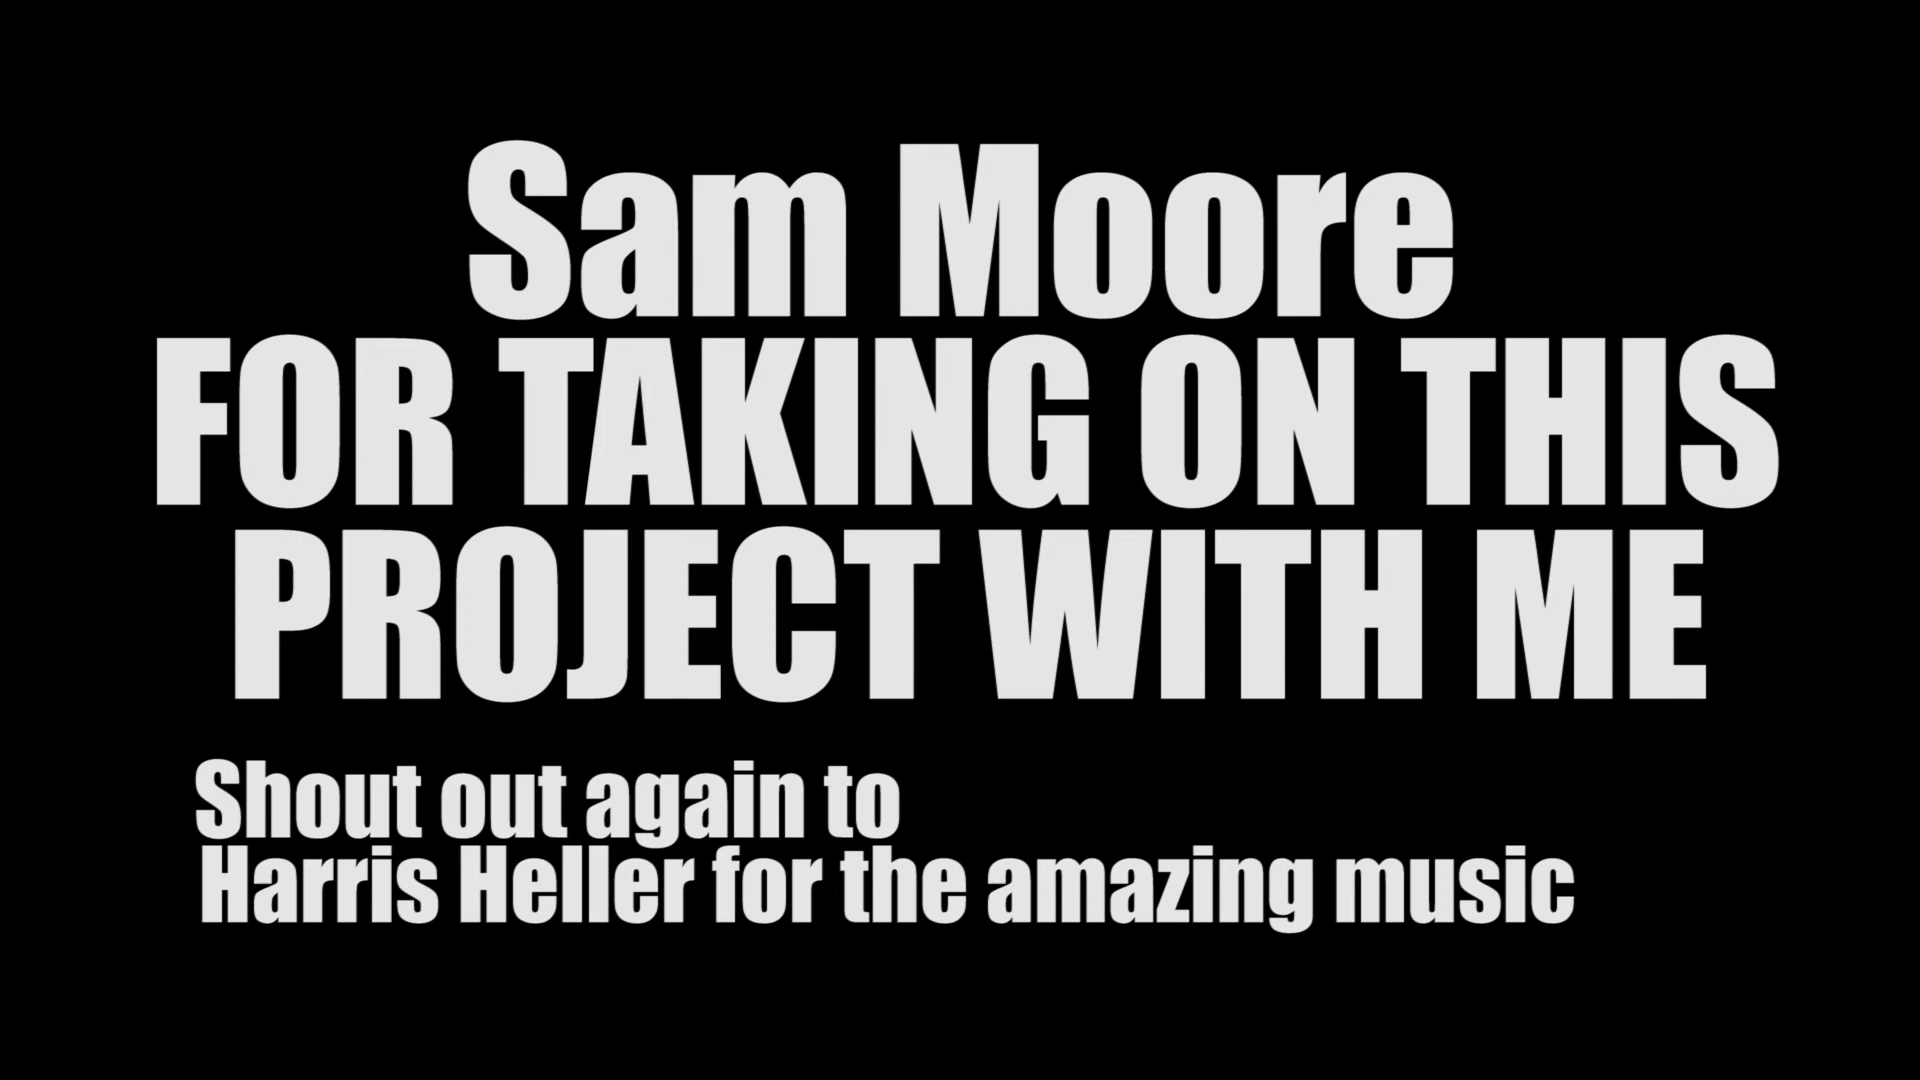 Sam Moore
FOR TAKING ON THIS
PROJECT WITH ME
Shout out again to
Harris Heller for the amazing music